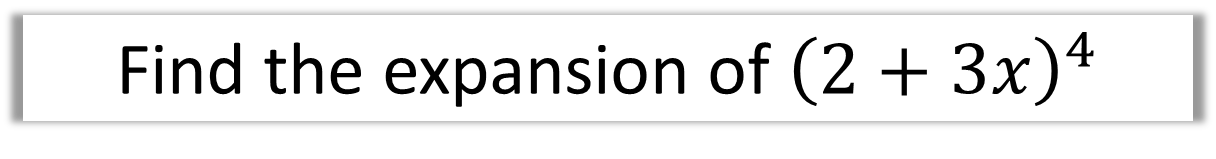 Find the expansion of $(2 + 3x)^4$